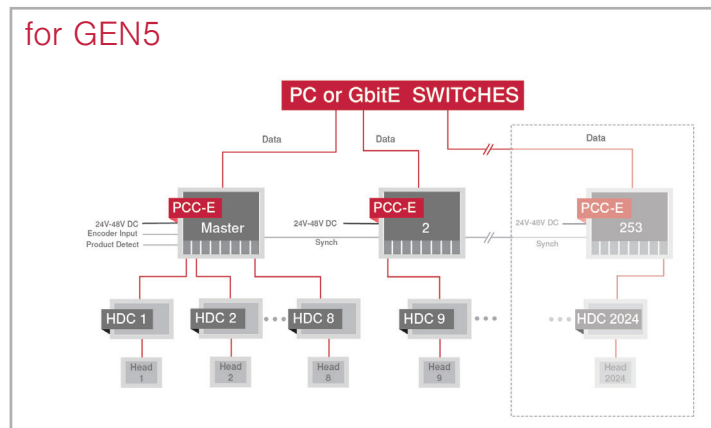 for GEN5
PC or GbitE SWITCHES
Data
Data
Data
PCC-E
Master
24V-48V DC
Encoder Input
Product Detect
PCC-E
2
24V-48V DC
Synch
PCC-E
253
24V-48V DC
Synch
HDC 1
HDC 2
HDC 8
HDC 9
HDC 2024
Head
1
Head
2
Head
8
Head
9
Head
2024